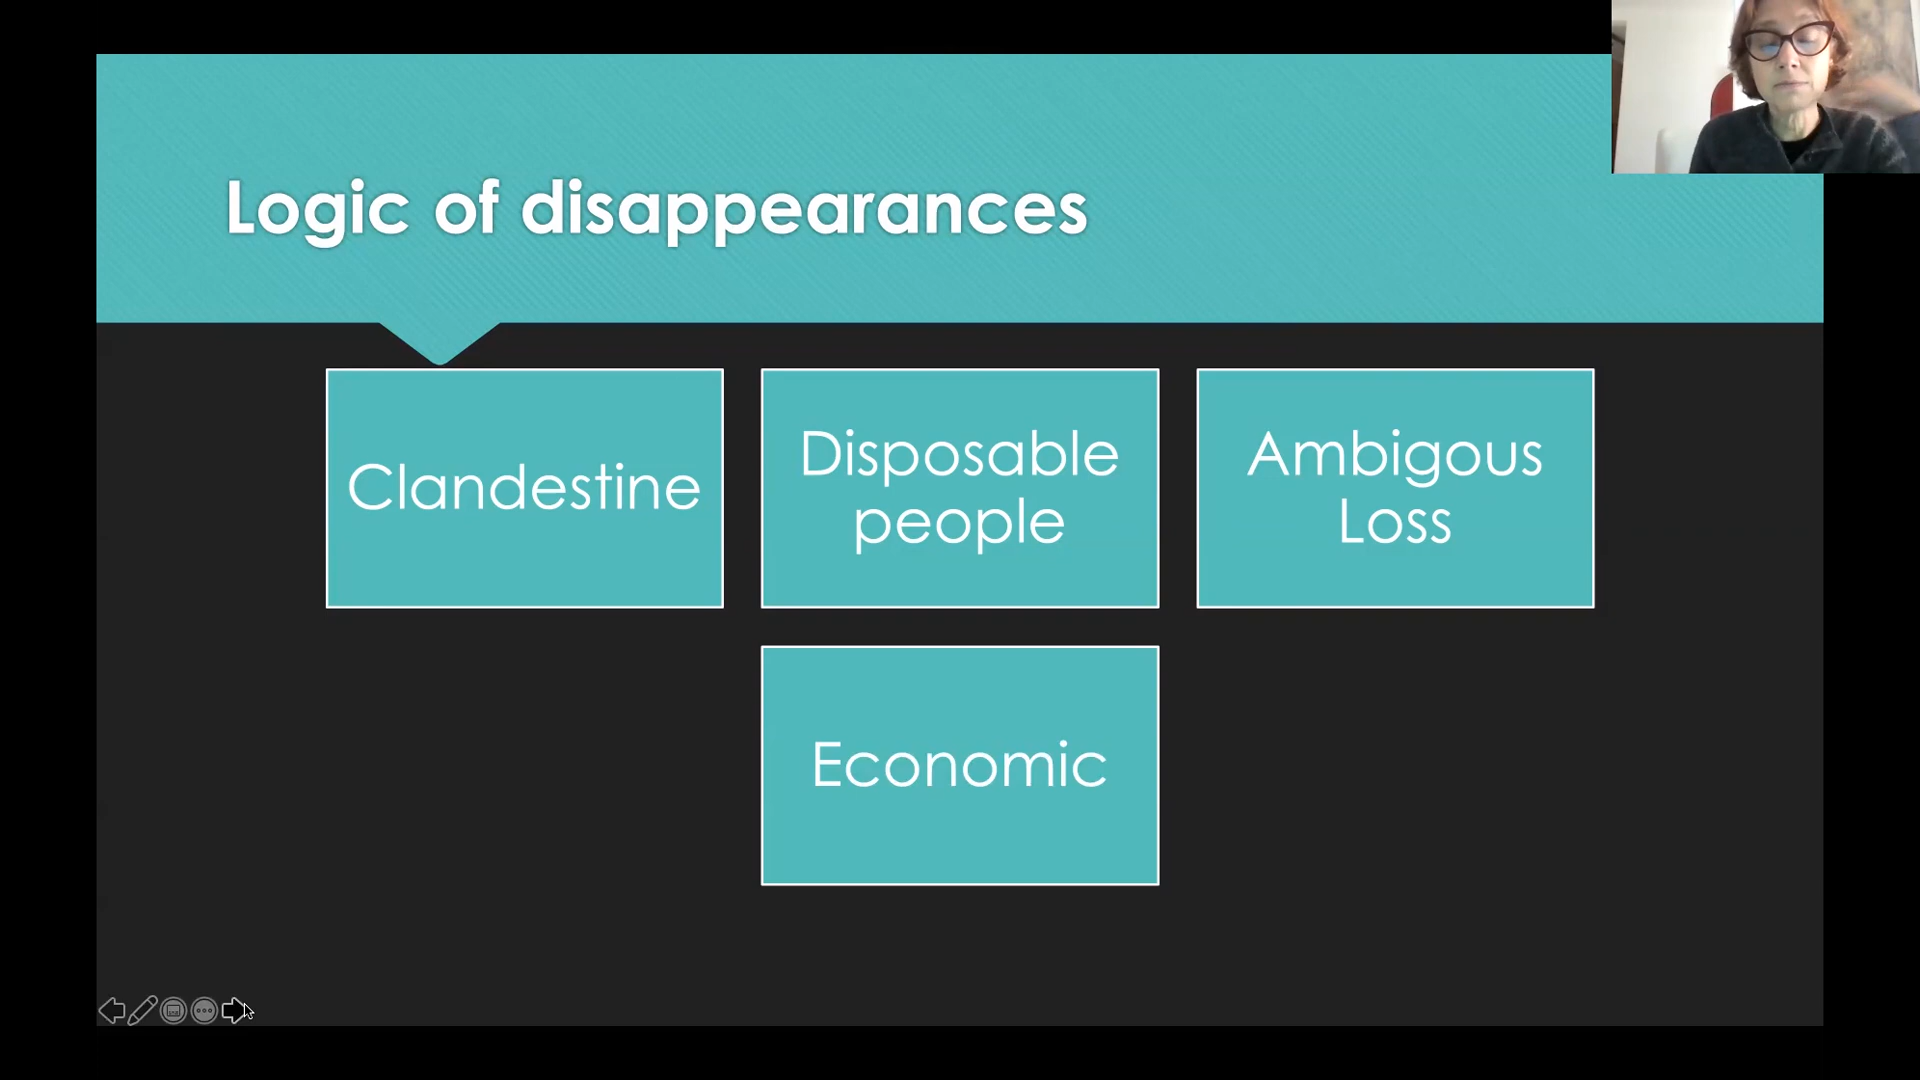 Logic of disappearances
Clandestine
Disposable
people
Ambigous
Loss
Economic